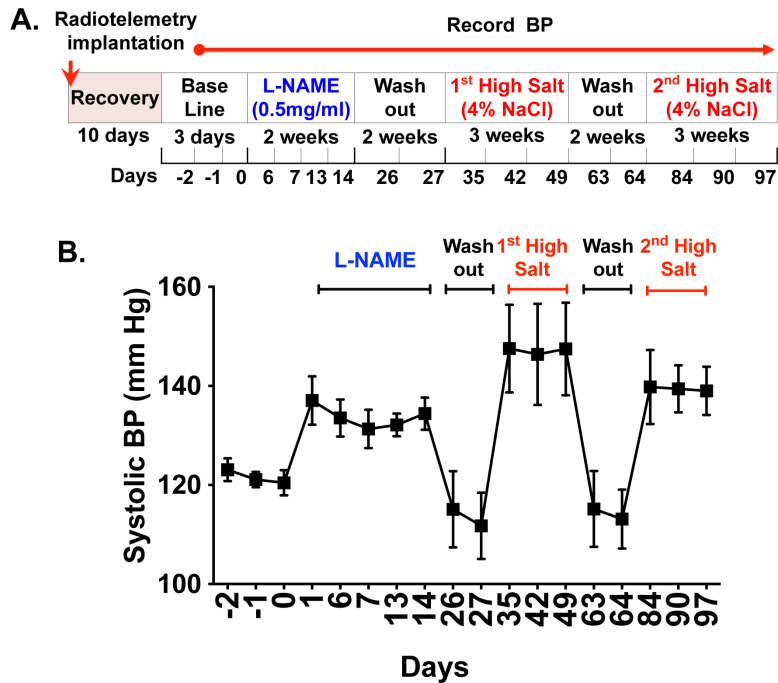 A.
Radiotelemetry
implantation
Record BP
Recovery
Base
Line
L-NAME
(0.5mg/ml)
Wash
out
1st High Salt
(4% NaCl)
Wash
out
2nd High Salt
(4% NaCl)
10 days
3 days
2 weeks
2 weeks
3 weeks
2 weeks
3 weeks
Days
-2 -1 0 6 7 13 14 26 27 35 42 49 63 64 84 90 97
B.
L-NAME
Wash
out
1st High
Salt
Wash
out
2nd High
Salt
Systolic BP (mm Hg)
160
140
120
100
-2 -1 0 1 6 7 13 14 26 27 35 42 49 63 64 84 90 97
Days